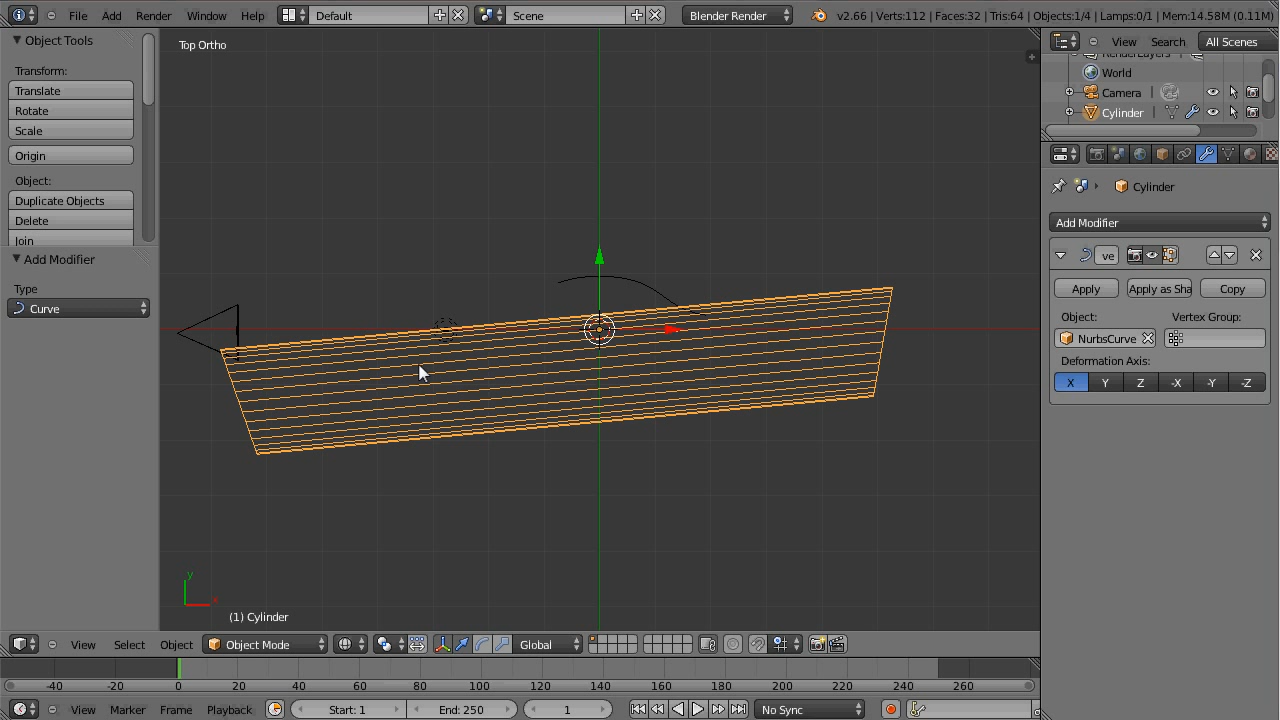 File Add Render Window Help Default Scene Blender Render v2.66 | Verts:112 | Faces:32 | Tris:64 | Objects:1/4 | Lamps:0/1 | Mem:14.58M (0.11M)
Object Tools
Transform:
Translate
Rotate
Scale
Origin
Object:
Duplicate Objects
Delete
Join
Add Modifier
Type
Curve
Top Ortho
y
x
(1) Cylinder
View Select Object Object Mode Global
-40 -20 0 20 40 60 80 100 120 140 160 180 200 220 240 260
View Marker Frame Playback Start: 1 End: 250 1 No Sync
View Search All Scenes
RenderLayers
World
Camera
Cylinder
Cylinder
Add Modifier
ve
Apply Apply as Sha Copy
Object: Vertex Group:
NurbsCurve
Deformation Axis:
X Y Z -X -Y -Z